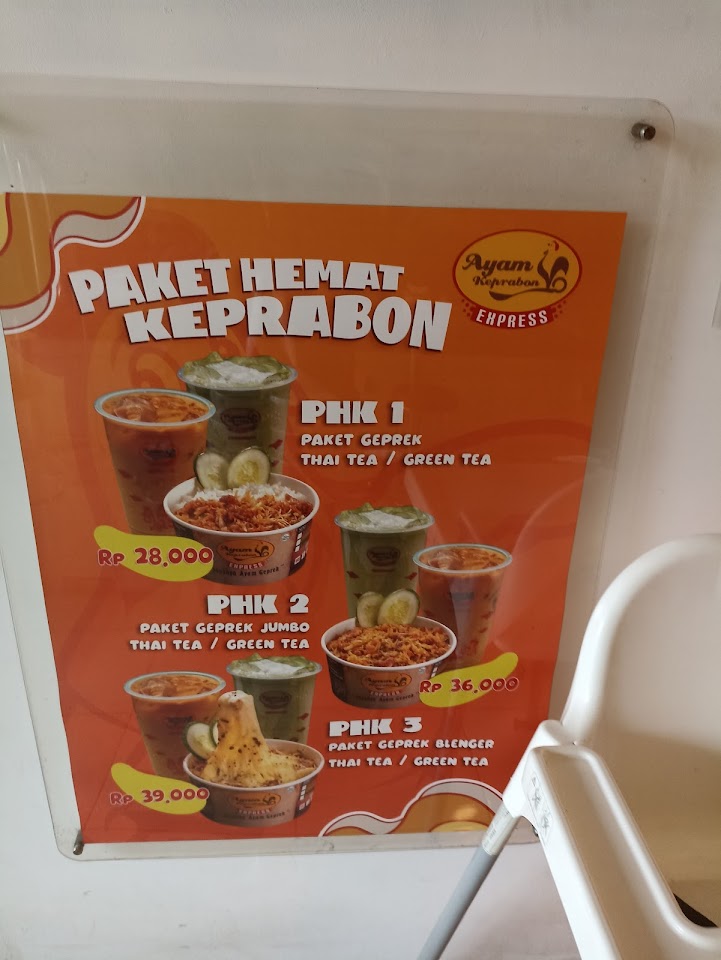 PAKET HEMAT
KEPRABON
Ayam
Keprabon
EXPRESS
PHK 1
PAKET GEPREK
THAI TEA / GREEN TEA
Rp 28,000
PHK 2
PAKET GEPREK JUMBO
THAI TEA / GREEN TEA
Rp 36,000
PHK 3
PAKET GEPREK BLENGER
THAI TEA / GREEN TEA
Rp 39,000